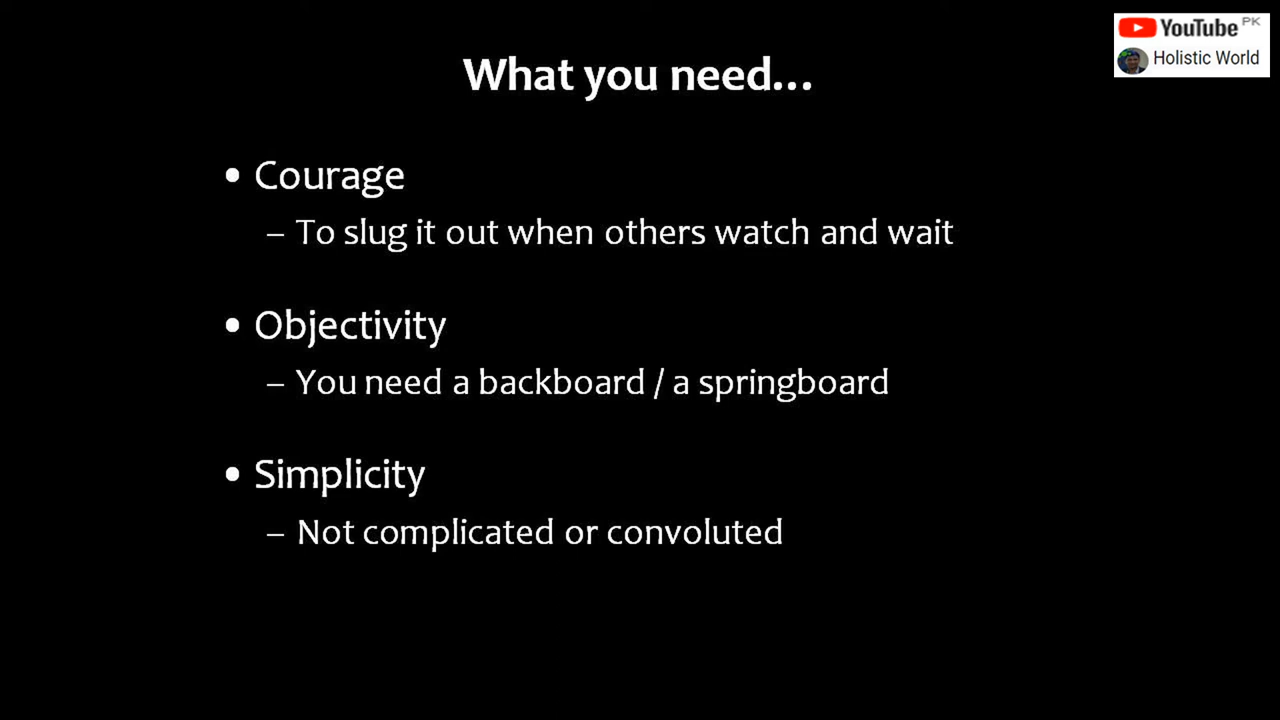 YouTube PK
Holistic World
What you need...
• Courage
– To slug it out when others watch and wait
• Objectivity
– You need a backboard / a springboard
• Simplicity
– Not complicated or convoluted